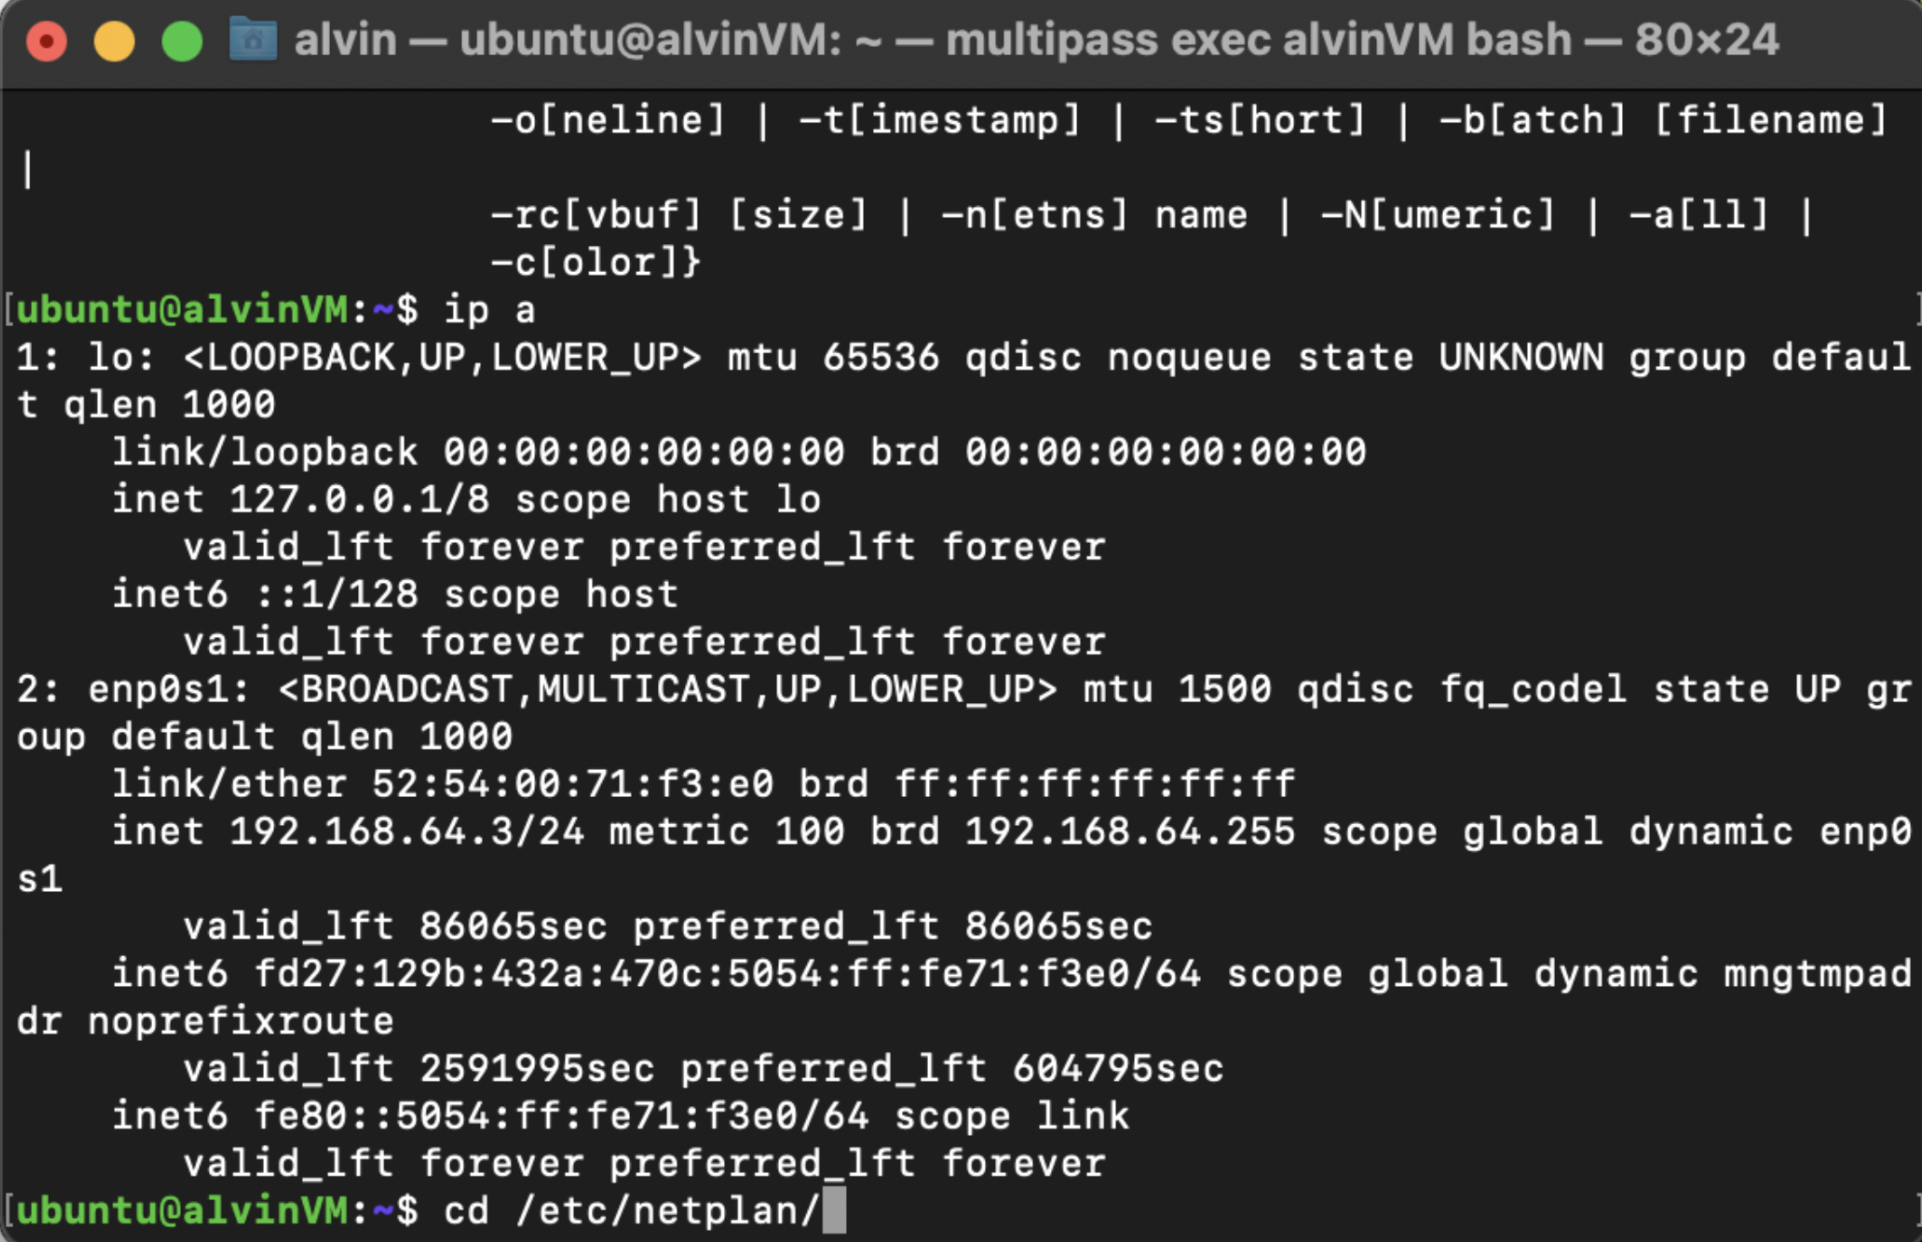 alvin — ubuntu@alvinVM: ~ — multipass exec alvinVM bash — 80×24
-o[neline] | -t[imestamp] | -ts[hort] | -b[atch] [filename]
|
-rc[vbuf] [size] | -n[etns] name | -N[umeric] | -a[ll] |
-c[olor]}
[ubuntu@alvinVM:~$ ip a ]
1: lo: <LOOPBACK,UP,LOWER_UP> mtu 65536 qdisc noqueue state UNKNOWN group defaul
t qlen 1000
link/loopback 00:00:00:00:00:00 brd 00:00:00:00:00:00
inet 127.0.0.1/8 scope host lo
valid_lft forever preferred_lft forever
inet6 ::1/128 scope host
valid_lft forever preferred_lft forever
2: enp0s1: <BROADCAST,MULTICAST,UP,LOWER_UP> mtu 1500 qdisc fq_codel state UP gr
oup default qlen 1000
link/ether 52:54:00:71:f3:e0 brd ff:ff:ff:ff:ff:ff
inet 192.168.64.3/24 metric 100 brd 192.168.64.255 scope global dynamic enp0
s1
valid_lft 86065sec preferred_lft 86065sec
inet6 fd27:129b:432a:470c:5054:ff:fe71:f3e0/64 scope global dynamic mngtmpad
dr noprefixroute
valid_lft 2591995sec preferred_lft 604795sec
inet6 fe80::5054:ff:fe71:f3e0/64 scope link
valid_lft forever preferred_lft forever
[ubuntu@alvinVM:~$ cd /etc/netplan/ ]